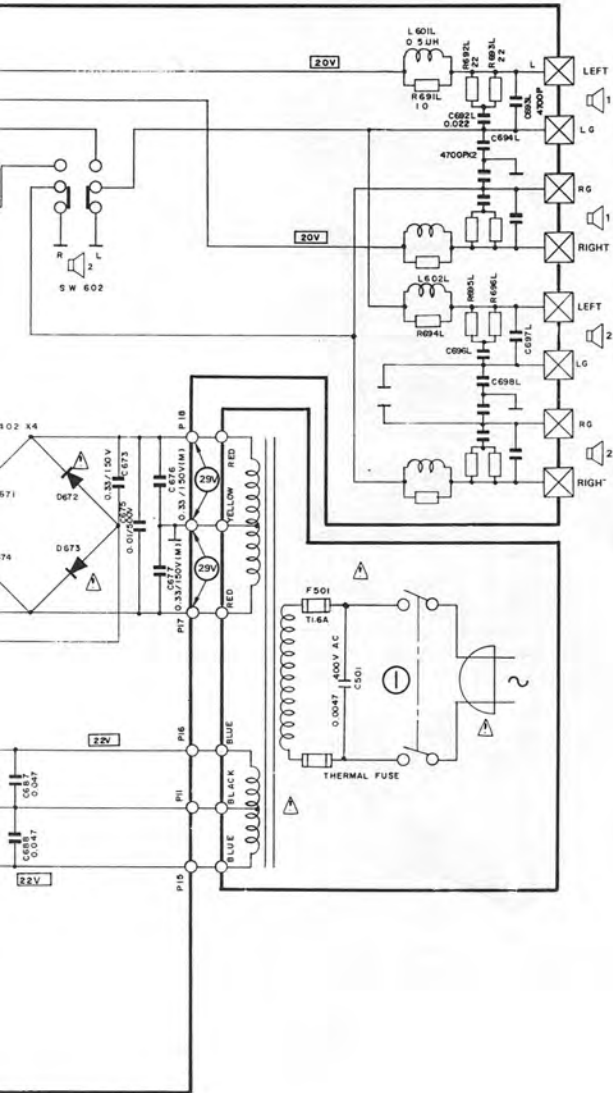 L601L
0.5UH
20V
R691L
10
R692L
22
R693L
22
L
C693L
4700P
LEFT
1
C692L
0.022
C694L
4700PX2
LG
RG
1
20V
RIGHT
R
L
2
SW 602
L602L
R694L
R695L
R696L
C696L
C697L
C698L
LEFT
2
LG
RG
2
RIGH
402 X4
671
674
D672
D673
C673
0.33/150V
C675
0.01/500V
C676
0.33/150V(M)
C677
0.33/150V(M)
P18
29V
29V
P17
RED
YELLOW
RED
F501
T1.6A
400V AC
C501
0.0047
THERMAL FUSE
22V
P16
BLUE
C687
0.047
P11
BLACK
C688
0.047
22V
P15
BLUE